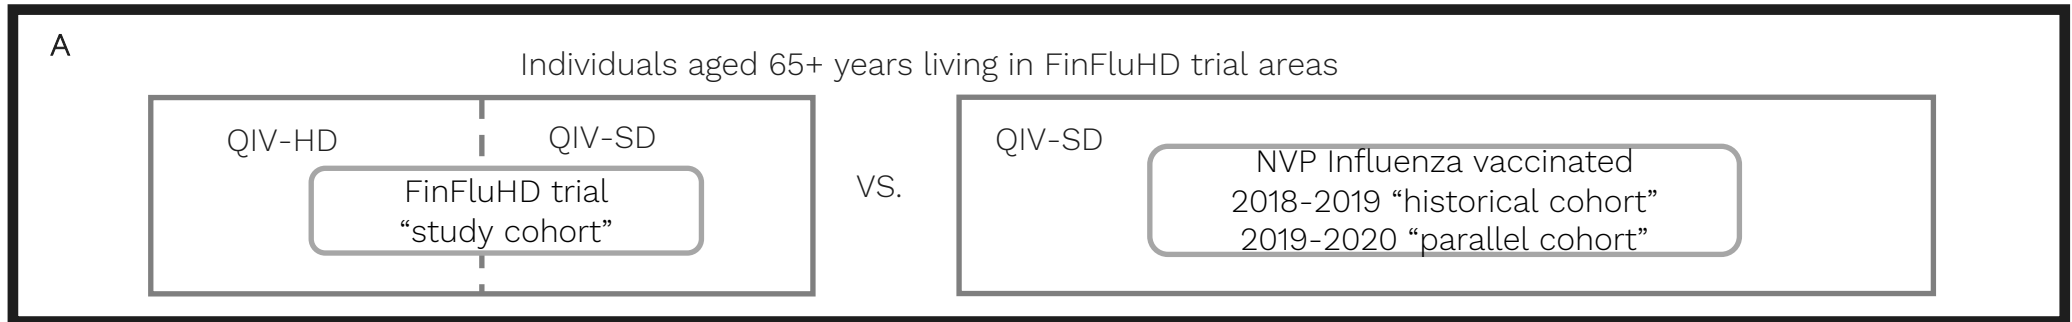 A
Individuals aged 65+ years living in FinFluHD trial areas
QIV-HD
QIV-SD
FinFluHD trial
“study cohort”
VS.
QIV-SD
NVP Influenza vaccinated
2018-2019 “historical cohort”
2019-2020 “parallel cohort”